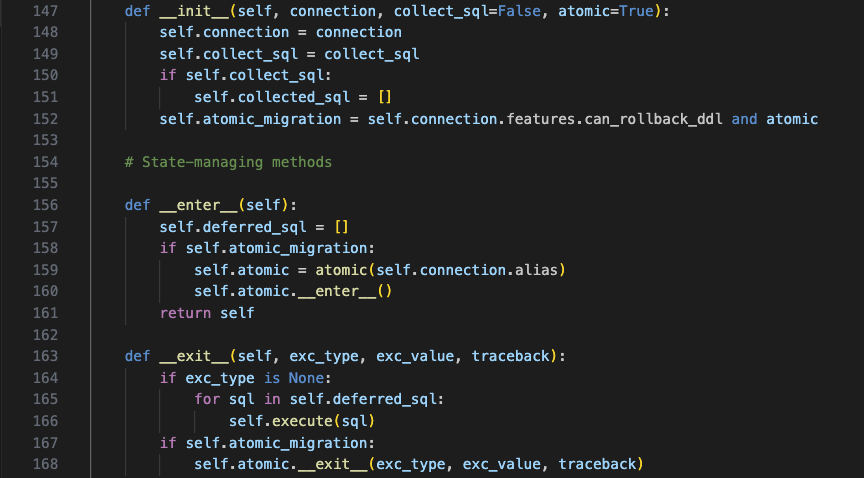 147 def __init__(self, connection, collect_sql=False, atomic=True):
148 self.connection = connection
149 self.collect_sql = collect_sql
150 if self.collect_sql:
151 self.collected_sql = []
152 self.atomic_migration = self.connection.features.can_rollback_ddl and atomic
153
154 # State-managing methods
155
156 def __enter__(self):
157 self.deferred_sql = []
158 if self.atomic_migration:
159 self.atomic = atomic(self.connection.alias)
160 self.atomic.__enter__()
161 return self
162
163 def __exit__(self, exc_type, exc_value, traceback):
164 if exc_type is None:
165 for sql in self.deferred_sql:
166 self.execute(sql)
167 if self.atomic_migration:
168 self.atomic.__exit__(exc_type, exc_value, traceback)